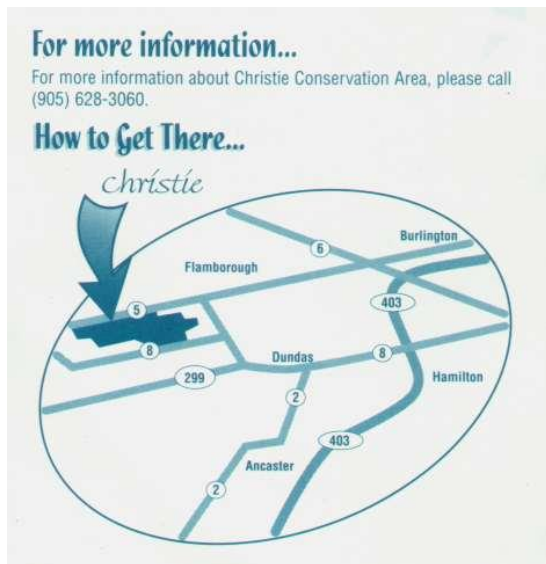 For more information...
For more information about Christie Conservation Area, please call
(905) 628-3060.
How to Get There...
christie
6
Burlington
Flamborough
403
5
8
Dundas
8
299
Hamilton
2
403
Ancaster
2